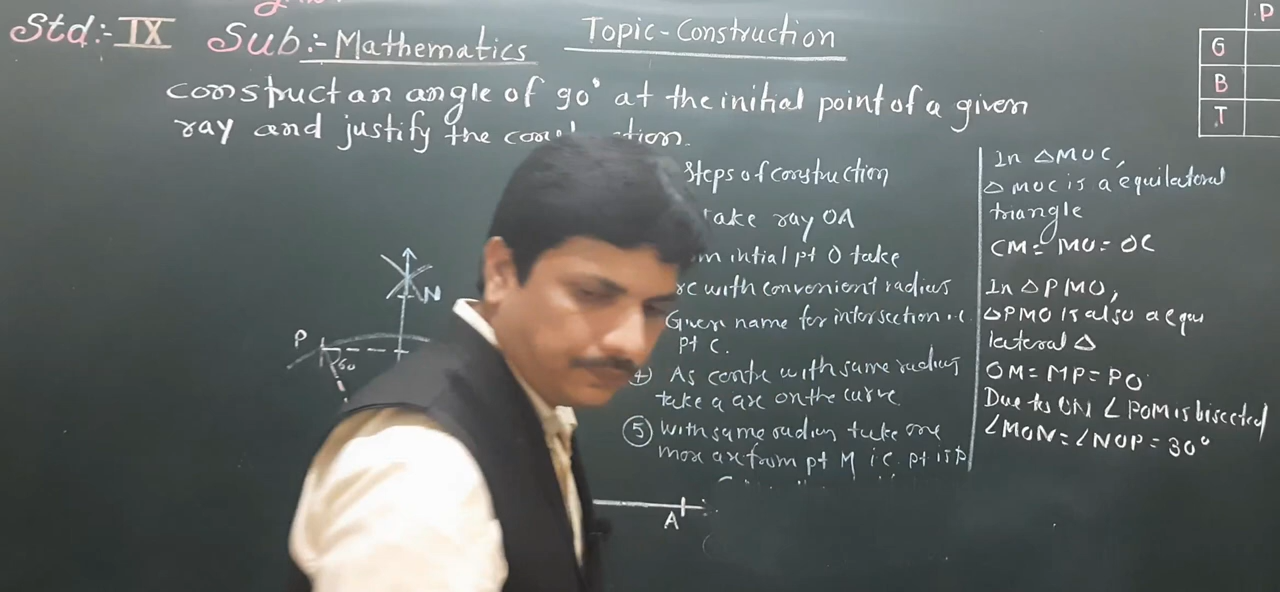 Std:- IX Sub:- Mathematics Topic - Construction
P
G
B
T
construct an angle of 90° at the initial point of a given
ray and justify the
Steps of construction
take ray OA
intial pt O take
with convenient radius
Given name for intersection i.e.
pt C.
As centre with same radius
take a arc on the curve
⑤ With same radius take one
more arc from pt M i.e. pt is P
In △MOC,
△MOC is a equilateral
triangle
CM = MO = OC
In △PMO,
△PMO is also a equi
lateral △
OM = MP = PO
Due to ON ∠POM is bisected
∠MON = ∠NOP = 30°
N
P
60
A